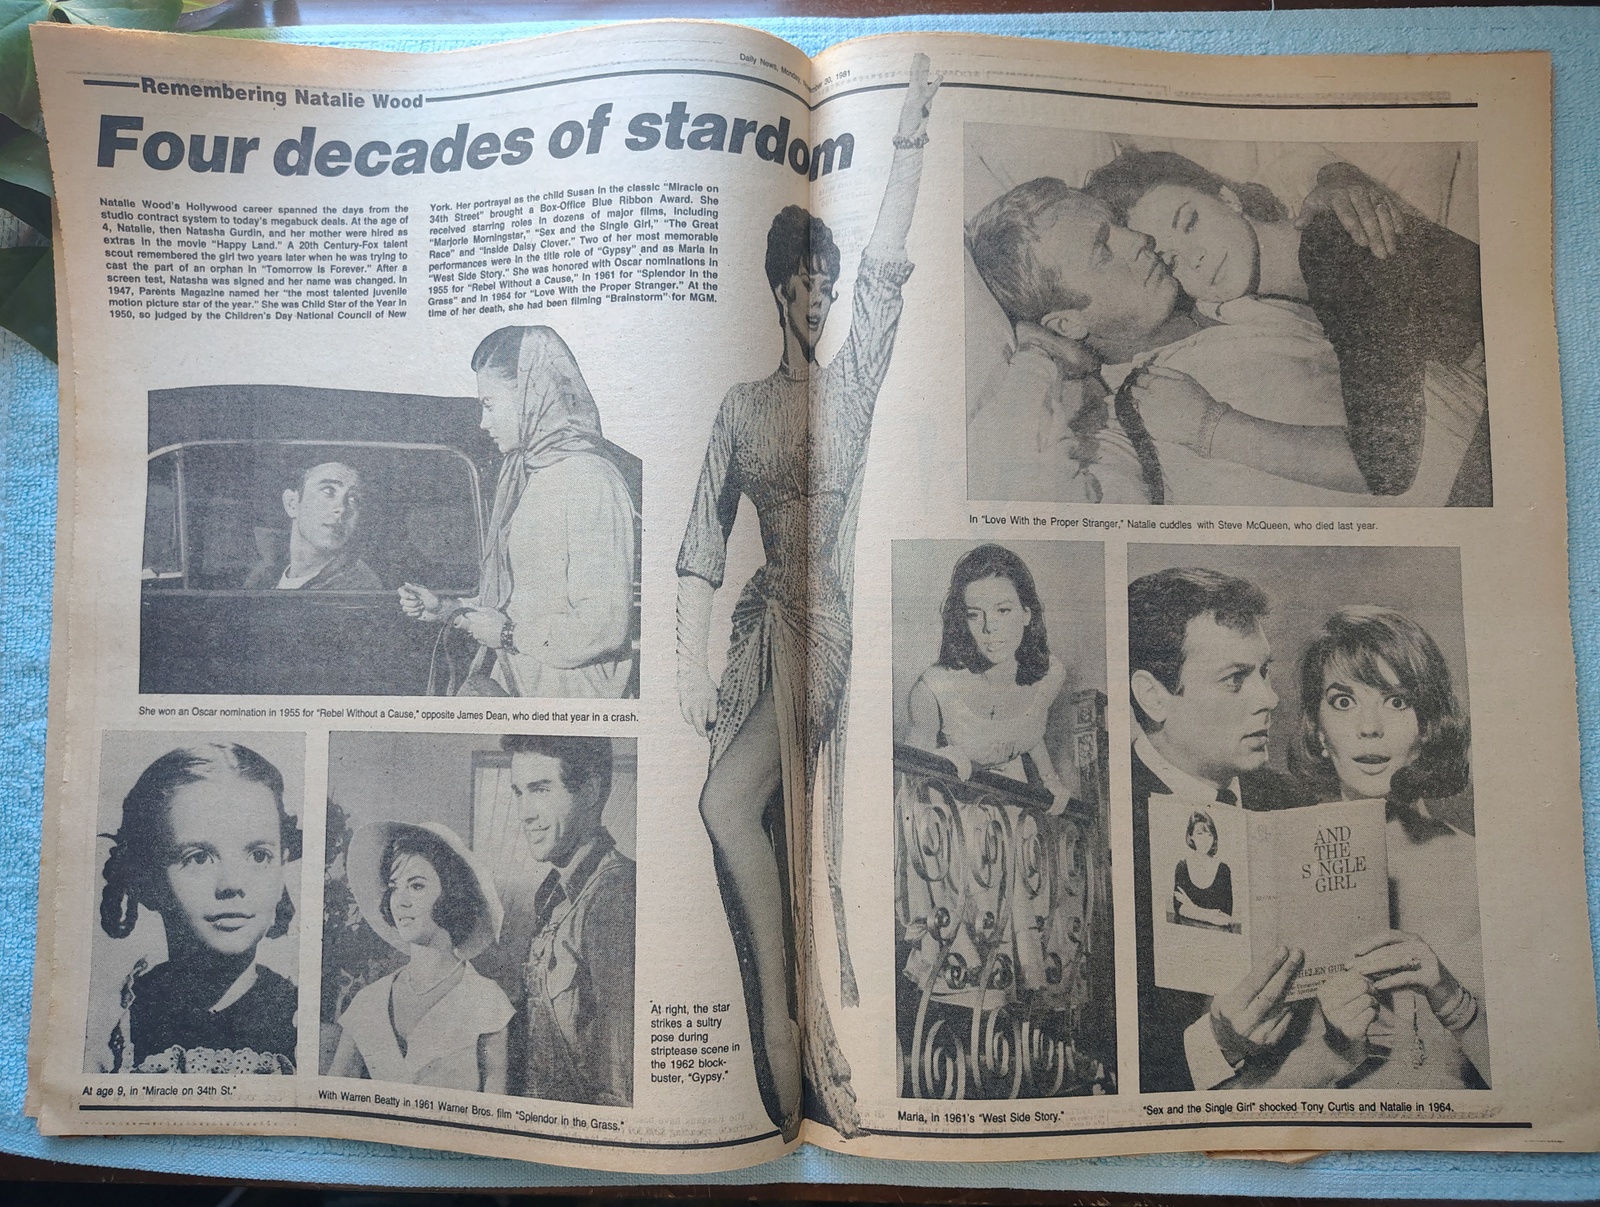 Daily News, Monday, 30, 1981
Remembering Natalie Wood
Four decades of stardom
Natalie Wood's Hollywood career spanned the days from the
studio contract system to today's megabuck deals. At the age of
4, Natalie, then Natasha Gurdin, and her mother were hired as
extras in the movie "Happy Land." A 20th Century-Fox talent
scout remembered the girl two years later when he was trying to
cast the part of an orphan in "Tomorrow Is Forever." After a
screen test, Natasha was signed and her name was changed. In
1947, Parents Magazine named her "the most talented juvenile
motion picture star of the year." She was Child Star of the Year in
1950, so judged by the Children's Day National Council of New
York. Her portrayal as the child Susan in the classic "Miracle on
34th Street" brought a Box-Office Blue Ribbon Award. She
received starring roles in dozens of major films, including
"Marjorie Morningstar," "Sex and the Single Girl," "The Great
Race" and "Inside Daisy Clover." Two of her most memorable
performances were in the title role of "Gypsy" and as Maria in
"West Side Story." She was honored with Oscar nominations in
1955 for "Rebel Without a Cause," in 1961 for "Splendor in the
Grass" and in 1964 for "Love With the Proper Stranger." At the
time of her death, she had been filming "Brainstorm" for MGM.
She won an Oscar nomination in 1955 for "Rebel Without a Cause," opposite James Dean, who died that year in a crash.
At age 9, in "Miracle on 34th St."
With Warren Beatty in 1961 Warner Bros. film "Splendor in the Grass."
At right, the star
strikes a sultry
pose during
striptease scene in
the 1962 block-
buster, "Gypsy."
In "Love With the Proper Stranger," Natalie cuddles with Steve McQueen, who died last year.
Maria, in 1961's "West Side Story."
AND
THE
S NGLE
GIRL
HELEN GUR
"Sex and the Single Girl" shocked Tony Curtis and Natalie in 1964.